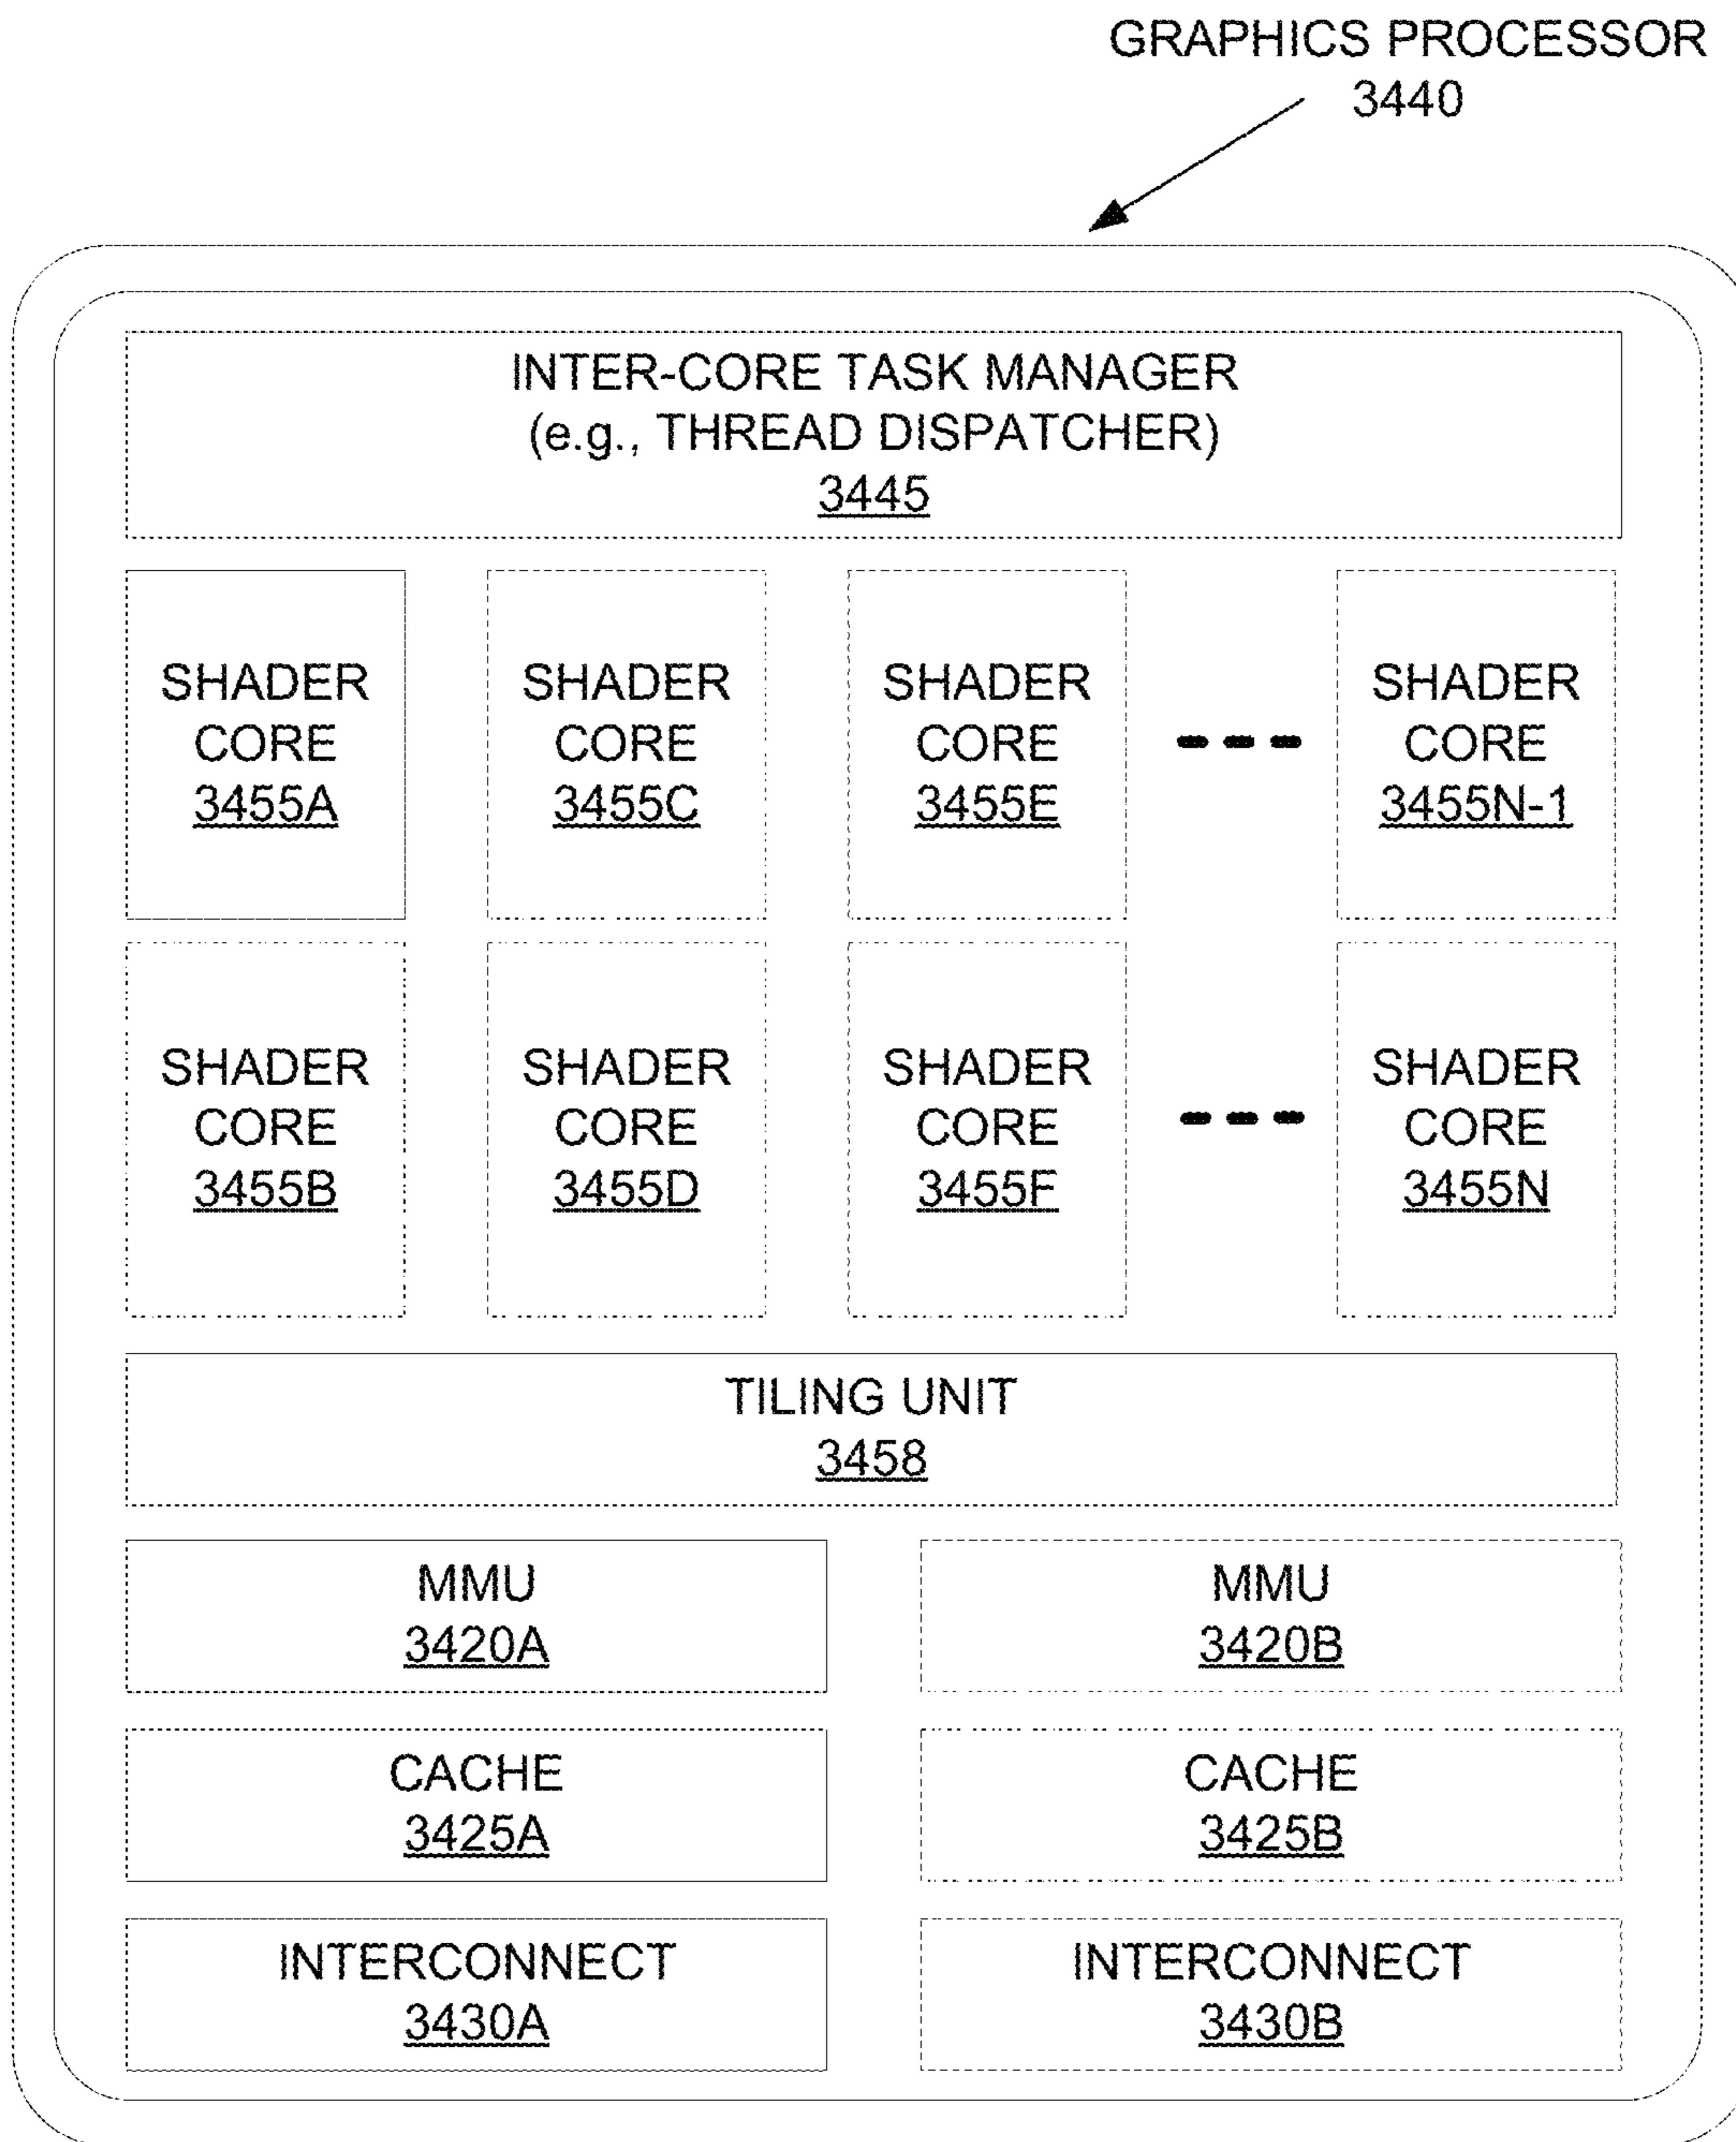 GRAPHICS PROCESSOR
3440
INTER-CORE TASK MANAGER
(e.g., THREAD DISPATCHER)
3445
SHADER
CORE
3455A
SHADER
CORE
3455C
SHADER
CORE
3455E
SHADER
CORE
3455N-1
SHADER
CORE
3455B
SHADER
CORE
3455D
SHADER
CORE
3455F
SHADER
CORE
3455N
TILING UNIT
3458
MMU
3420A
MMU
3420B
CACHE
3425A
CACHE
3425B
INTERCONNECT
3430A
INTERCONNECT
3430B